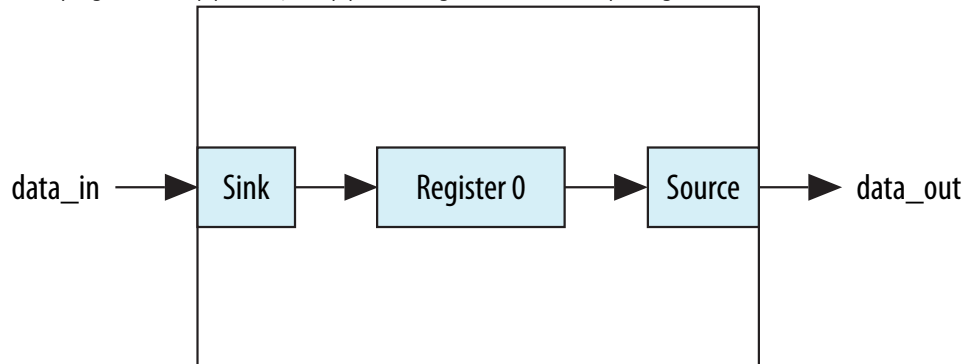 data_in
Sink
Register 0
Source
data_out